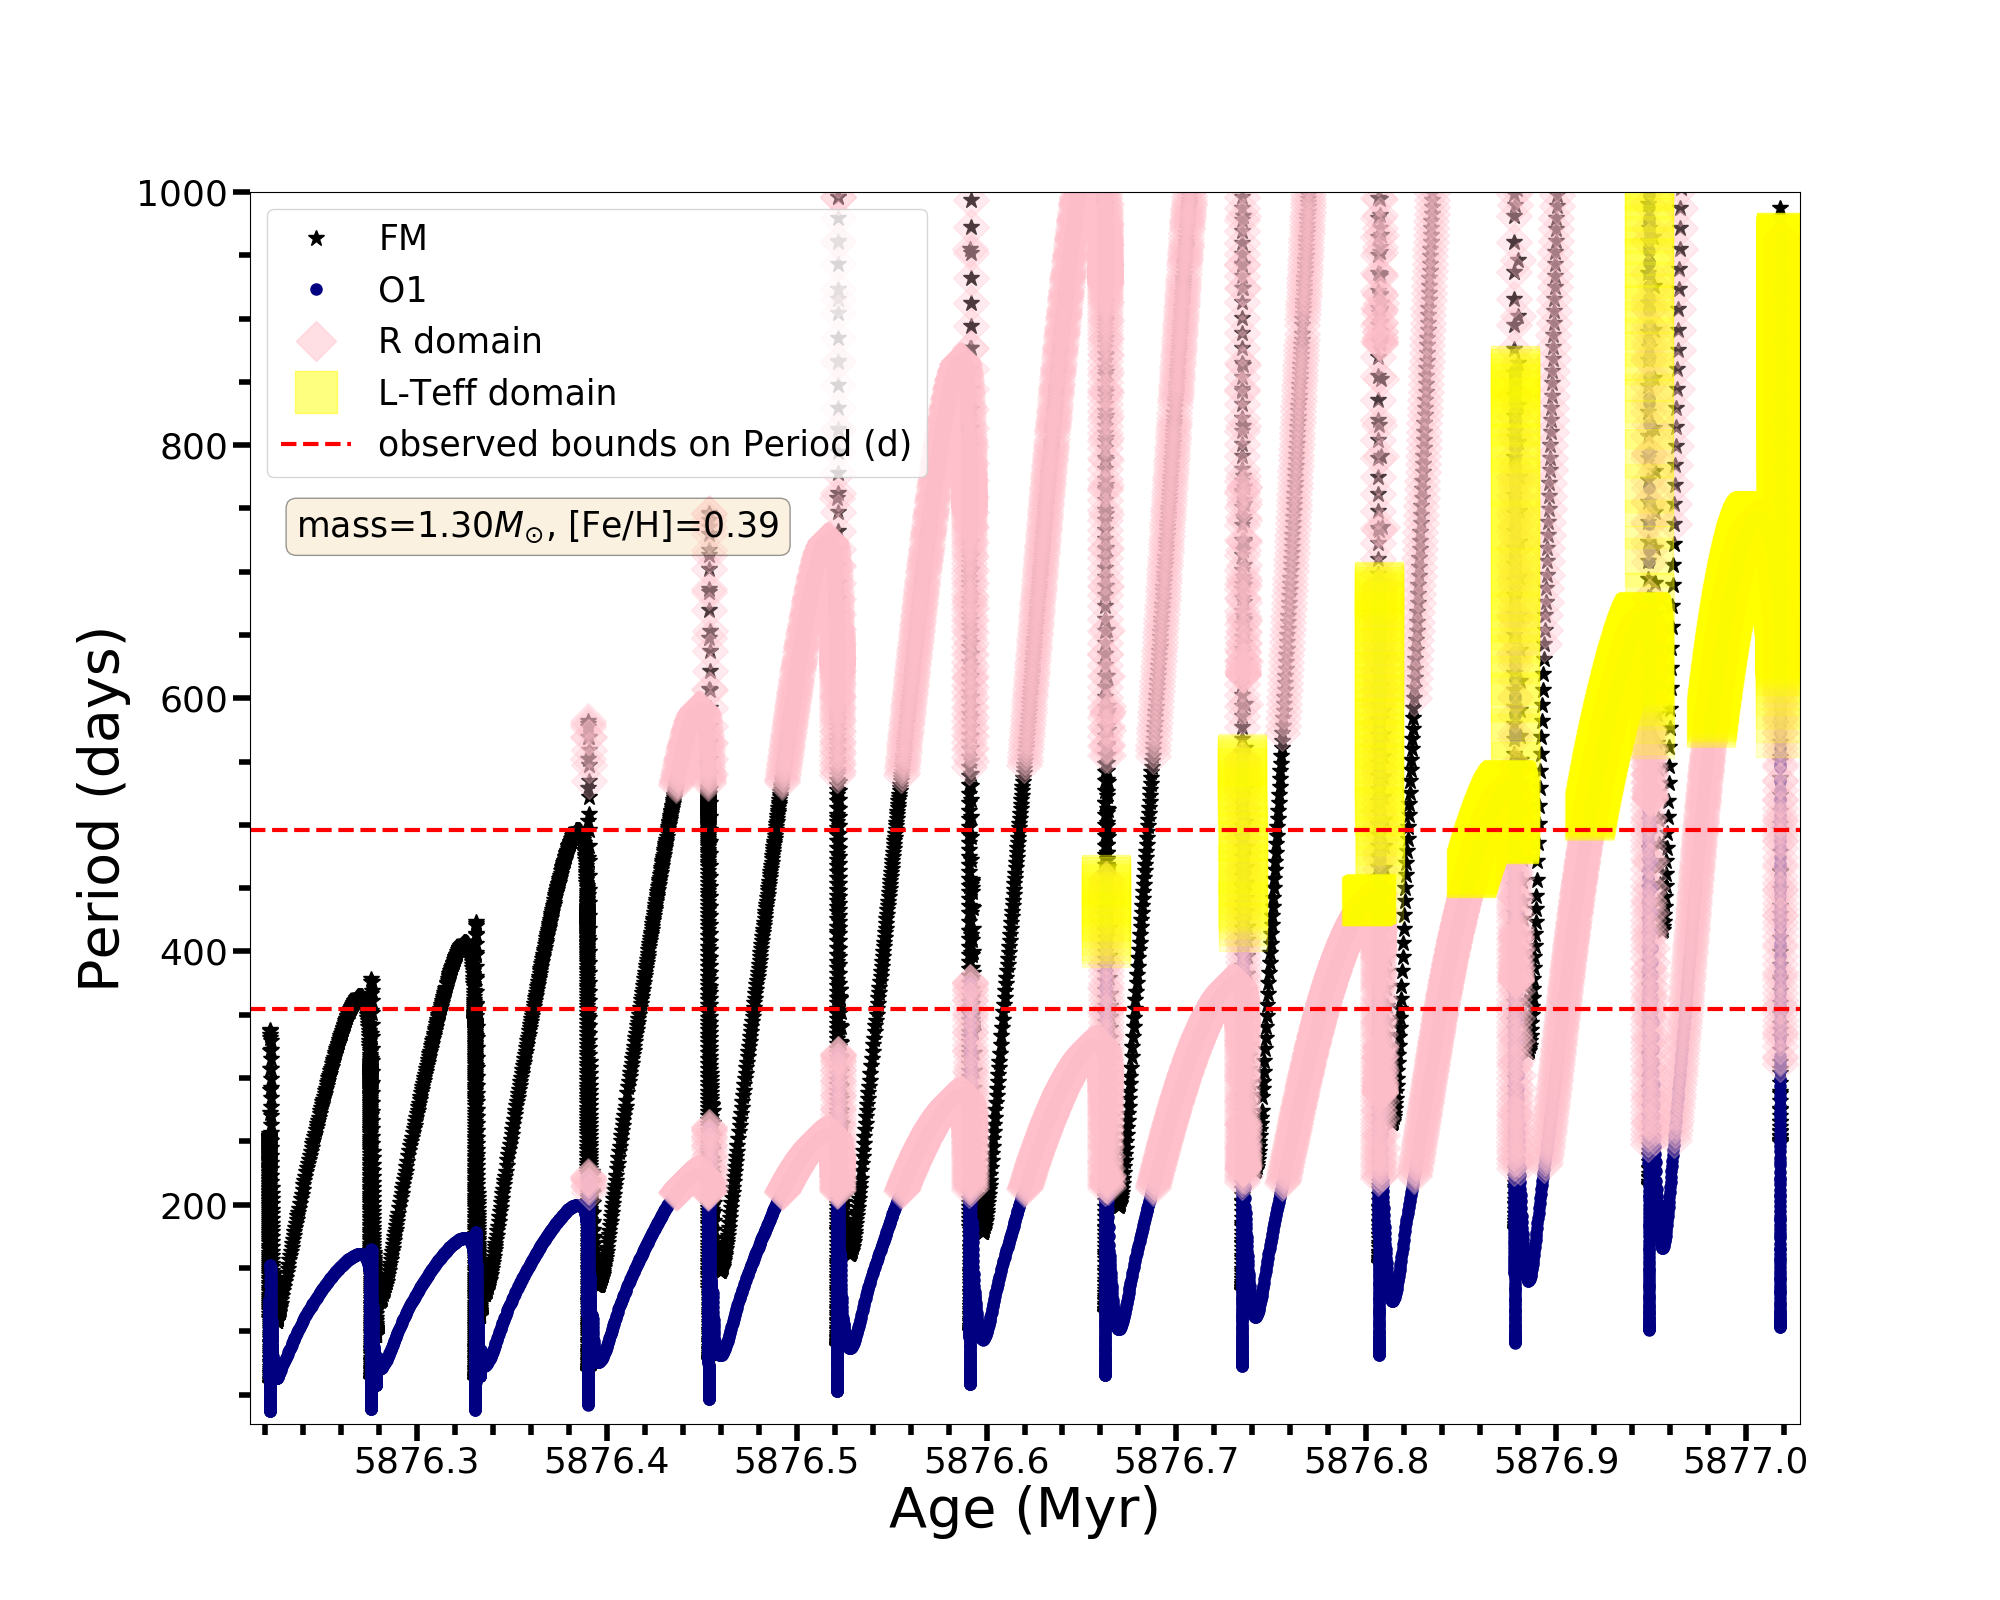 1000
800
600
400
200
Period (days)
FM
O1
R domain
L-Teff domain
observed bounds on Period (d)
mass=1.30M☉, [Fe/H]=0.39
5876.3 5876.4 5876.5 5876.6 5876.7 5876.8 5876.9 5877.0
Age (Myr)